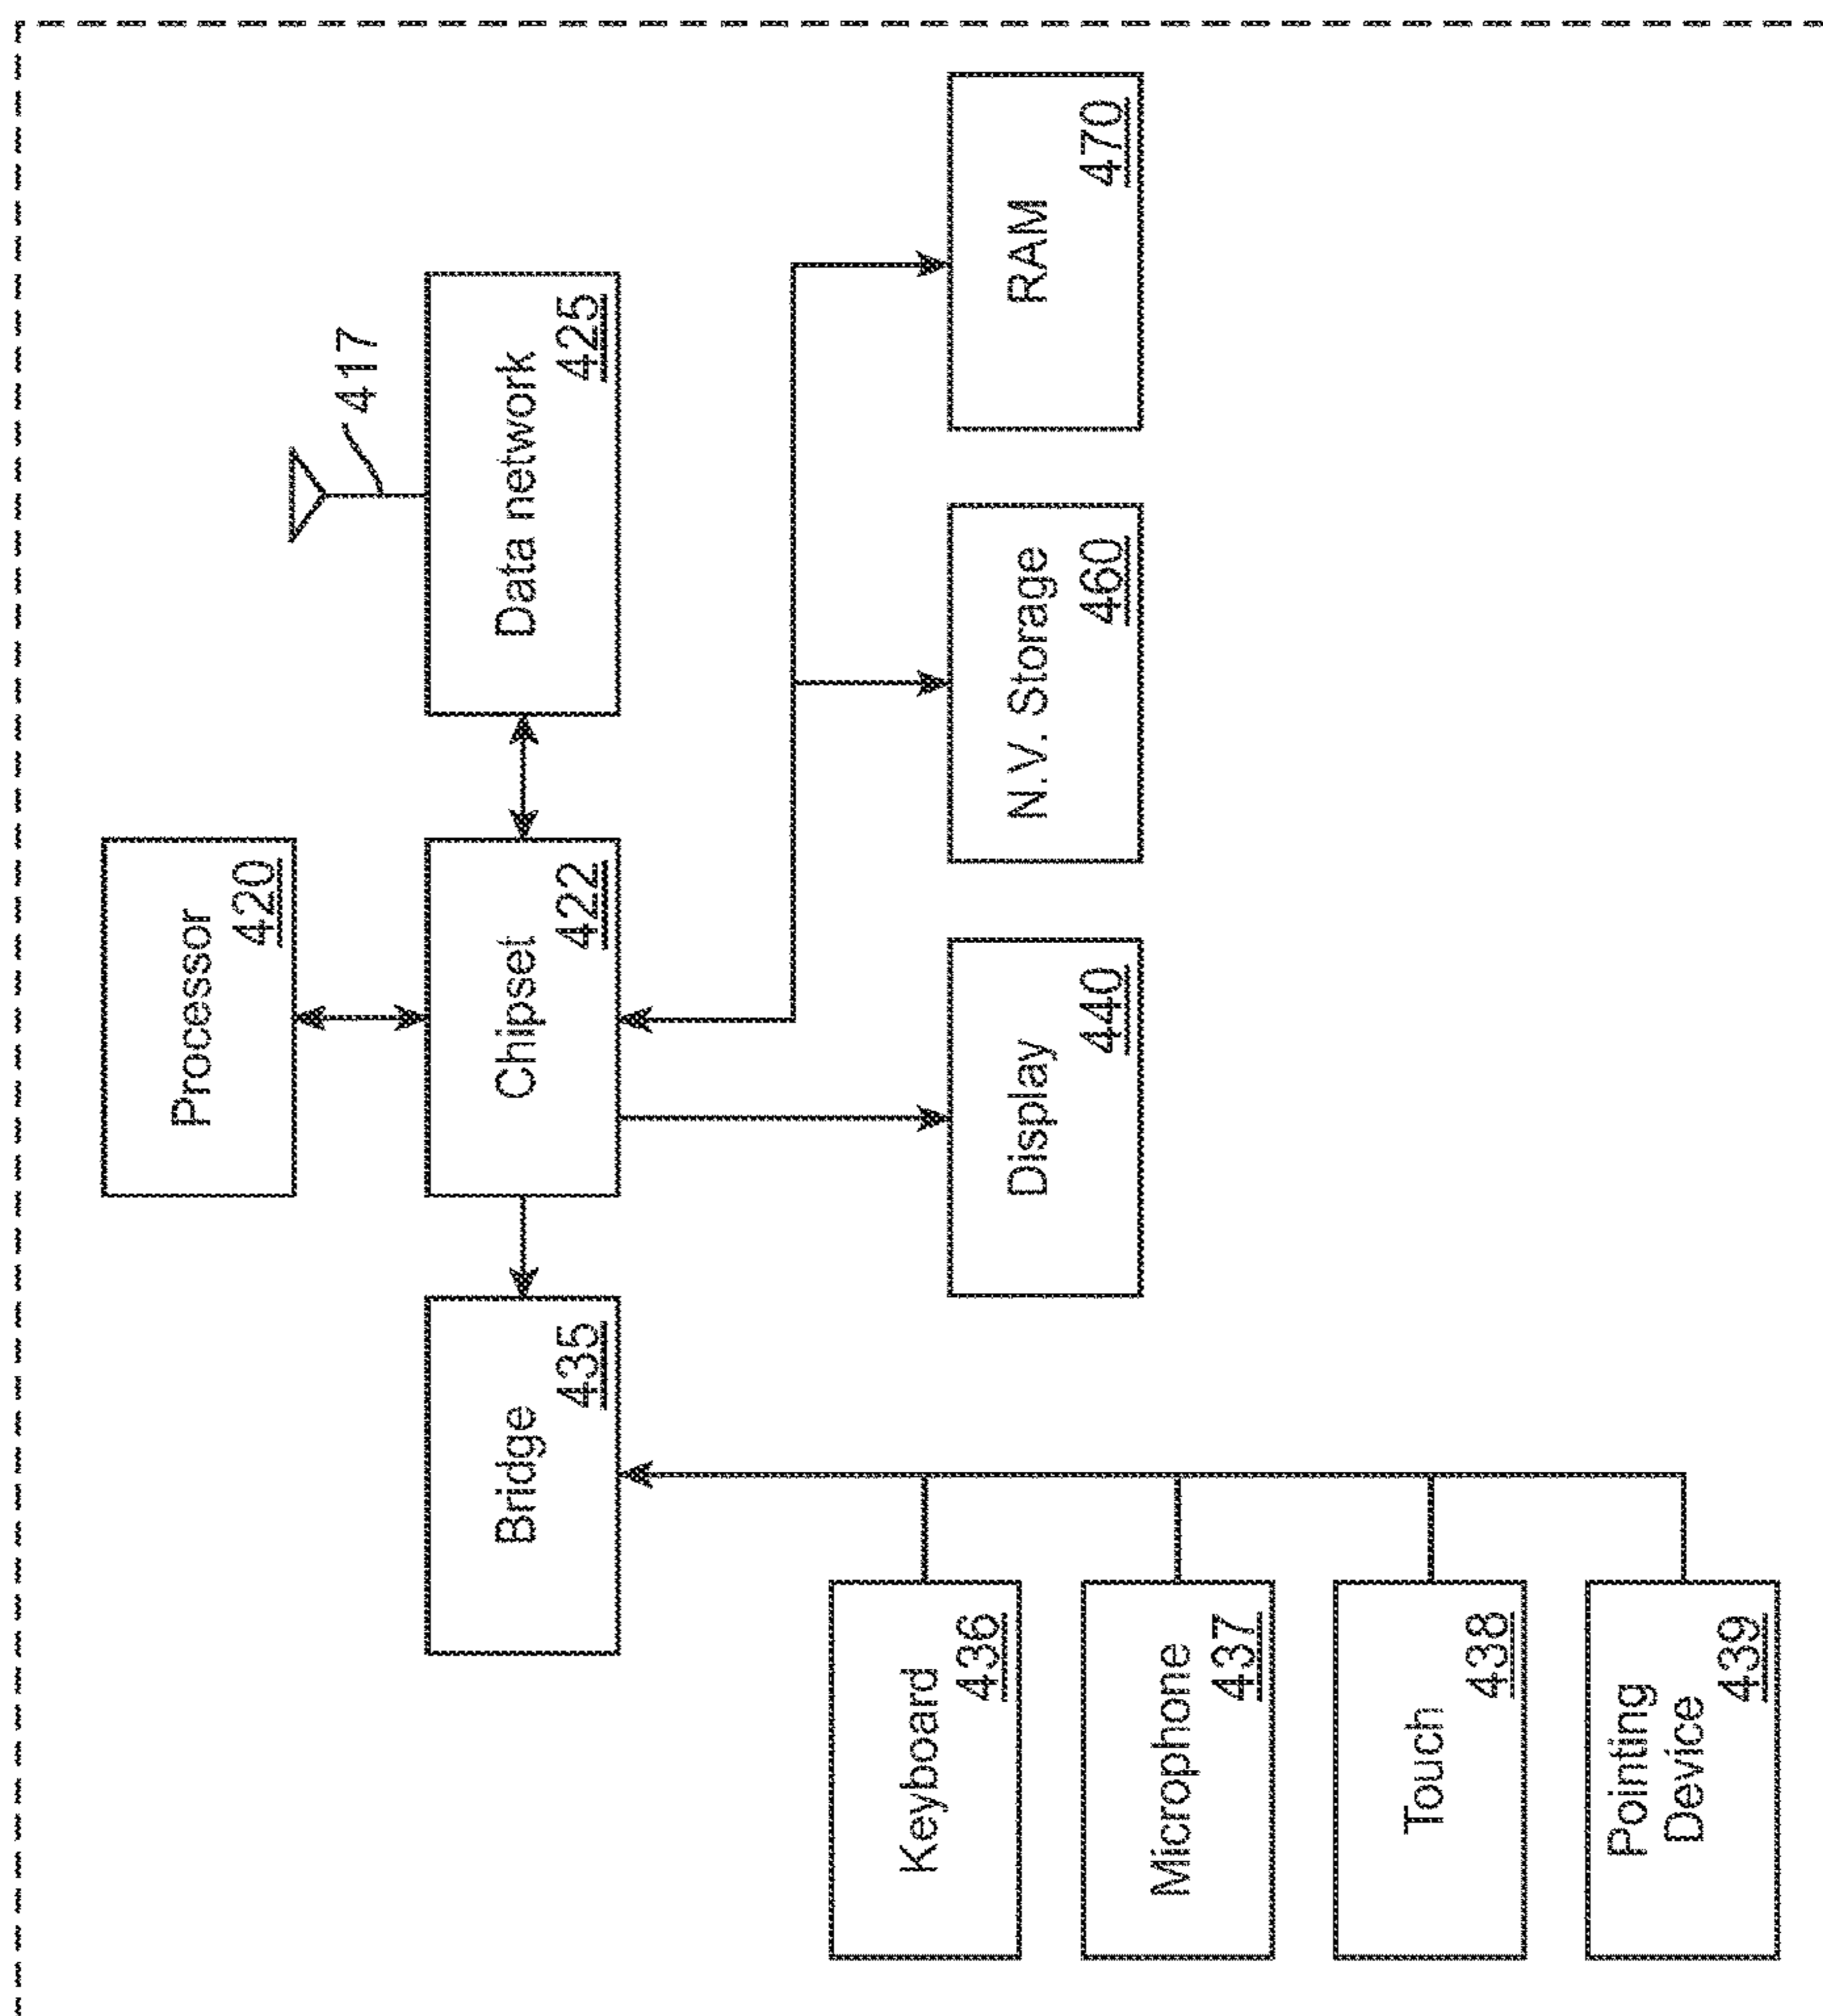 Processor
420
417
Bridge
435
Chipset
422
Data network
425
Display
440
N.V. Storage
460
RAM
470
Keyboard
436
Microphone
437
Touch
438
Pointing
Device
439